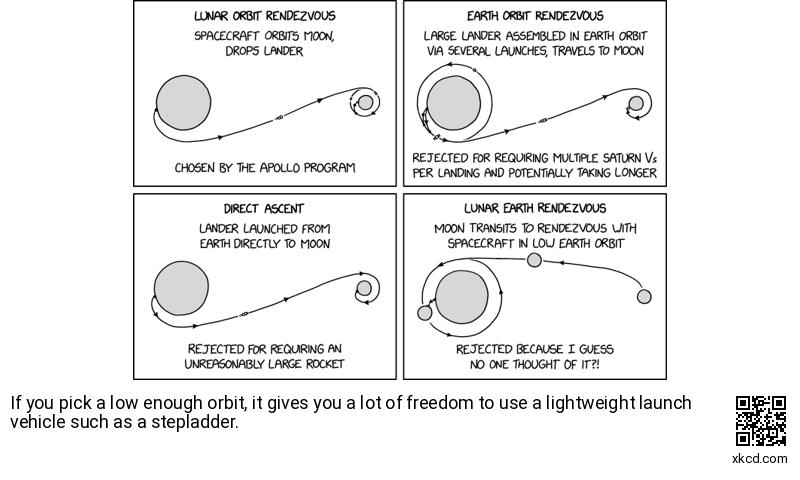 LUNAR ORBIT RENDEZVOUS
SPACECRAFT ORBITS MOON,
DROPS LANDER
CHOSEN BY THE APOLLO PROGRAM
EARTH ORBIT RENDEZVOUS
LARGE LANDER ASSEMBLED IN EARTH ORBIT
VIA SEVERAL LAUNCHES, TRAVELS TO MOON
REJECTED FOR REQUIRING MULTIPLE SATURN Vs
PER LANDING AND POTENTIALLY TAKING LONGER
DIRECT ASCENT
LANDER LAUNCHED FROM
EARTH DIRECTLY TO MOON
REJECTED FOR REQUIRING AN
UNREASONABLY LARGE ROCKET
LUNAR EARTH RENDEZVOUS
MOON TRANSITS TO RENDEZVOUS WITH
SPACECRAFT IN LOW EARTH ORBIT
REJECTED BECAUSE I GUESS
NO ONE THOUGHT OF IT?!
If you pick a low enough orbit, it gives you a lot of freedom to use a lightweight launch
vehicle such as a stepladder.
xkcd.com